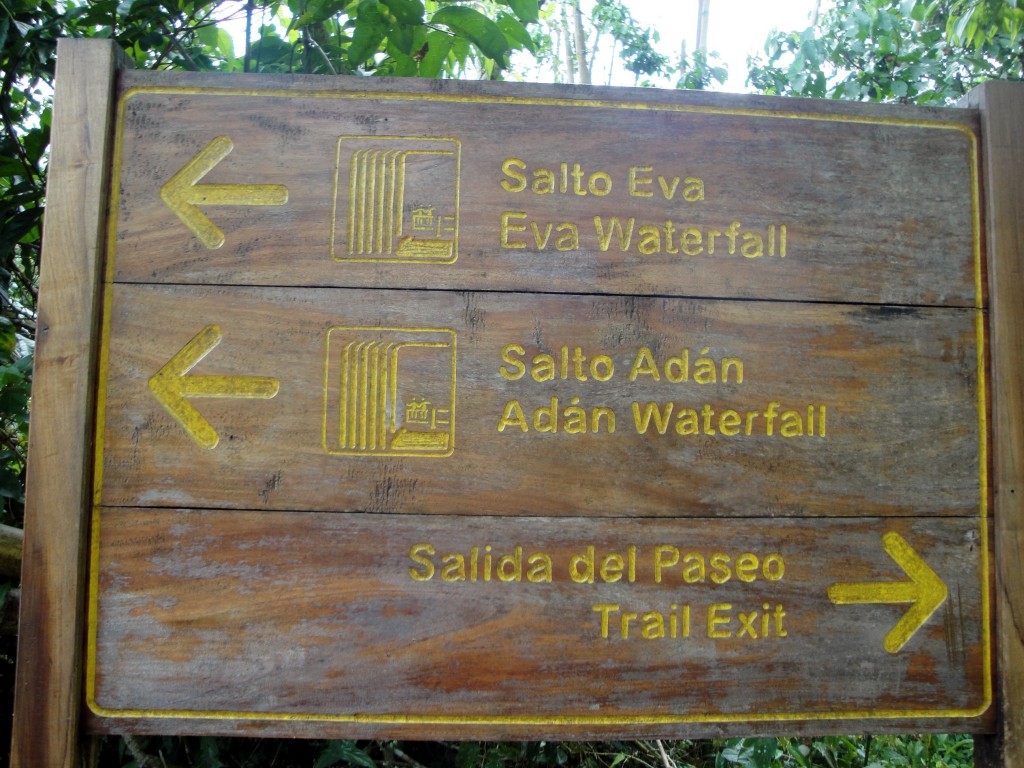 Salto Eva
Eva Waterfall
Salto Adán
Adán Waterfall
Salida del Paseo
Trail Exit